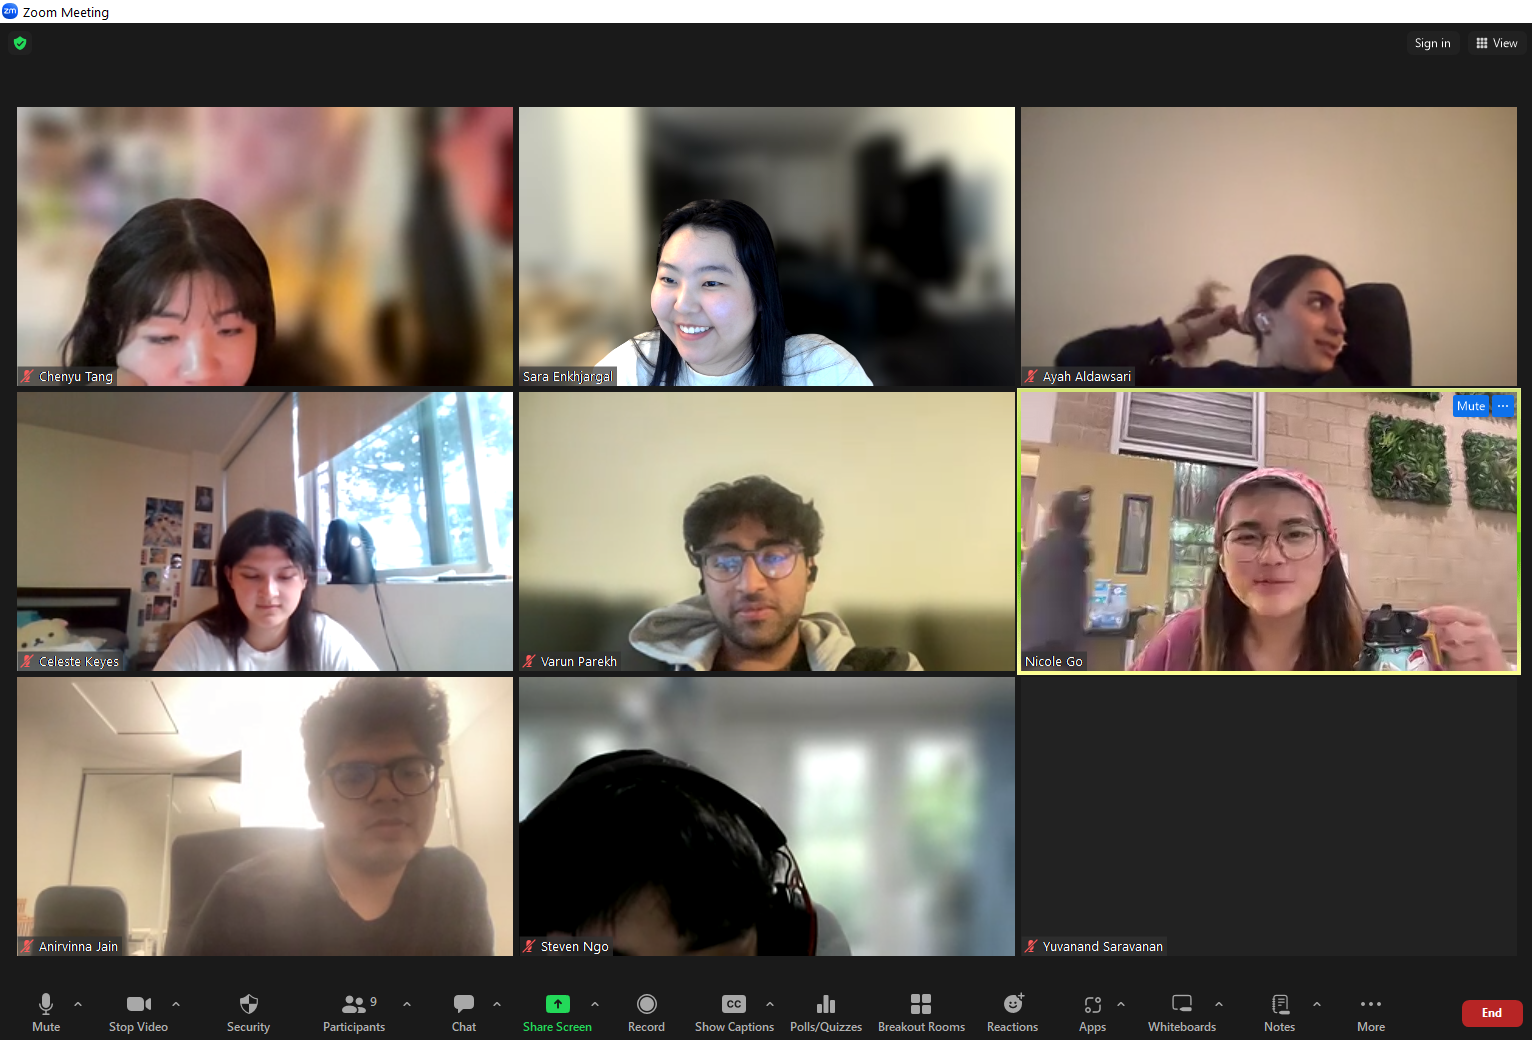 zm Zoom Meeting
Sign in View
Chenyu Tang
Sara Enkhjargal
Ayah Aldawsari
Mute ...
Celeste Keyes
Varun Parekh
Nicole Go
Anirvinna Jain
Steven Ngo
Yuvanand Saravanan
9
CC
Mute Stop Video Security Participants Chat Share Screen Record Show Captions Polls/Quizzes Breakout Rooms Reactions Apps Whiteboards Notes More End